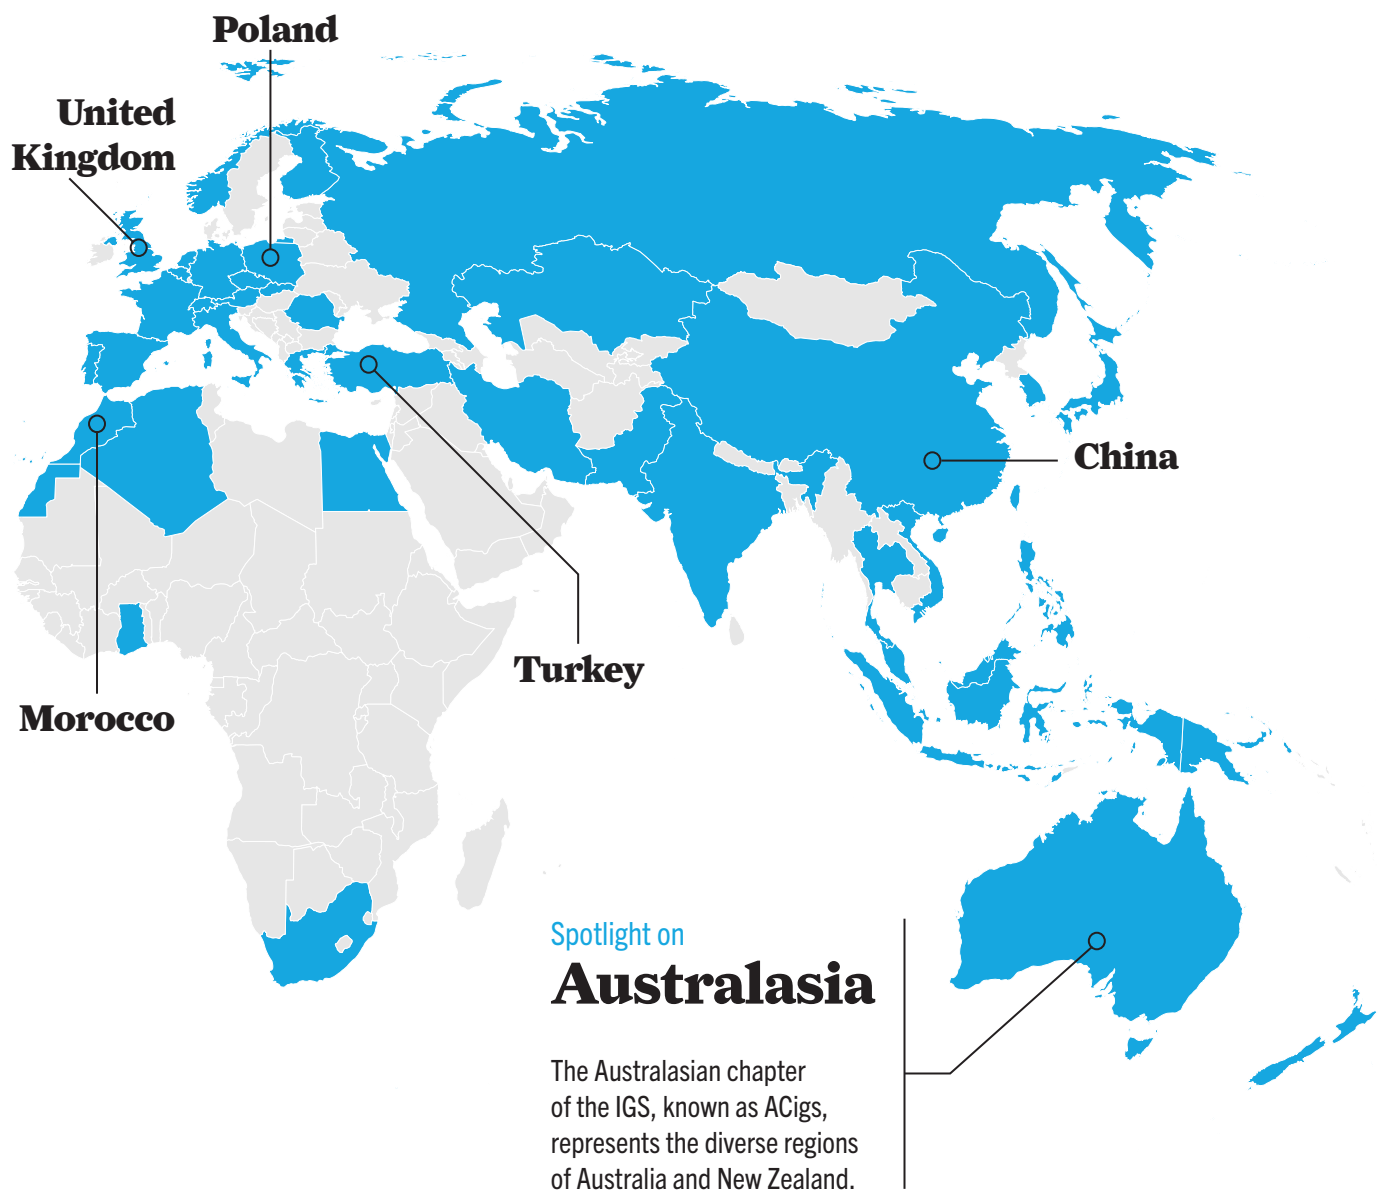 Poland
United
Kingdom
China
Turkey
Morocco
Spotlight on
Australasia
The Australasian chapter
of the IGS, known as ACigs,
represents the diverse regions
of Australia and New Zealand.